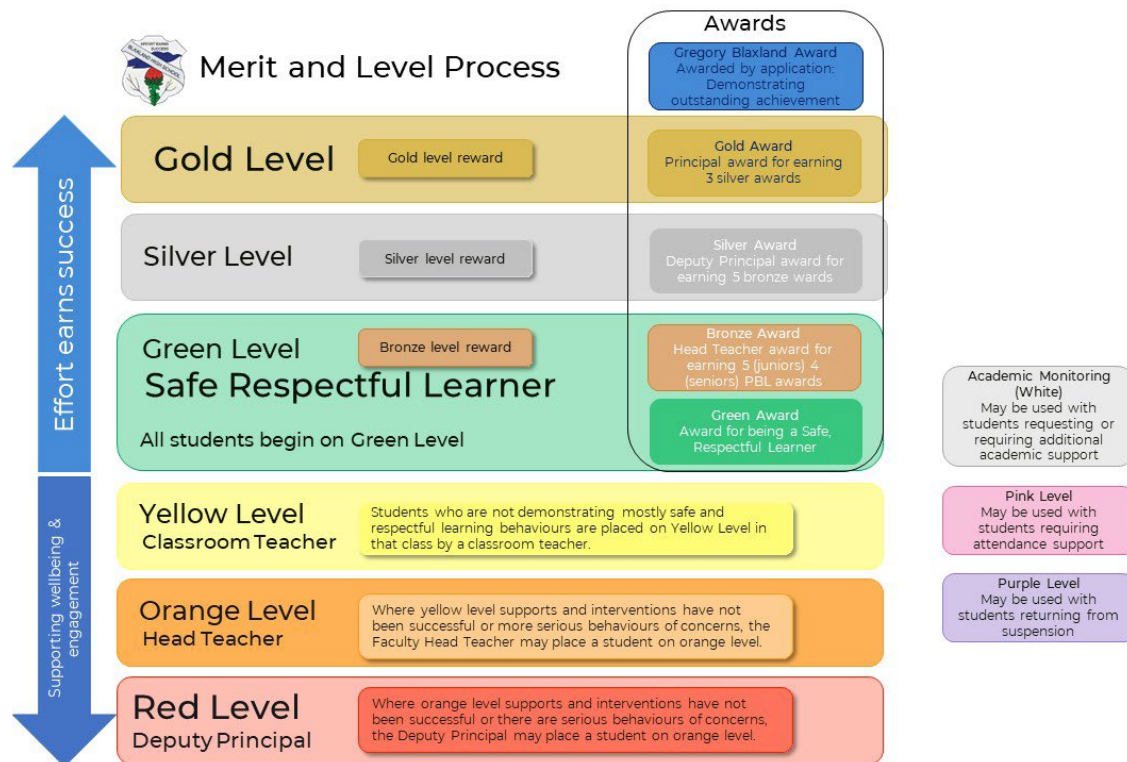 Merit and Level Process
EFFORT EARNS
SUCCESS
BLAXLAND HIGH SCHOOL
Awards
Gregory Blaxland Award
Awarded by application:
Demonstrating
outstanding achievement
Effort earns success
Gold Level
Gold level reward
Gold Award
Principal award for earning
3 silver awards
Silver Level
Silver level reward
Silver Award
Deputy Principal award for
earning 5 bronze wards
Green Level
Safe Respectful Learner
All students begin on Green Level
Bronze level reward
Bronze Award
Head Teacher award for
earning 5 (juniors) 4
(seniors) PBL awards
Green Award
Award for being a Safe,
Respectful Learner
Supporting wellbeing &
engagement
Yellow Level
Classroom Teacher
Students who are not demonstrating mostly safe and
respectful learning behaviours are placed on Yellow Level in
that class by a classroom teacher.
Orange Level
Head Teacher
Where yellow level supports and interventions have not
been successful or more serious behaviours of concerns, the
Faculty Head Teacher may place a student on orange level.
Red Level
Deputy Principal
Where orange level supports and interventions have not
been successful or there are serious behaviours of concerns,
the Deputy Principal may place a student on orange level.
Academic Monitoring
(White)
May be used with
students requesting or
requiring additional
academic support
Pink Level
May be used with
students requiring
attendance support
Purple Level
May be used with
students returning from
suspension